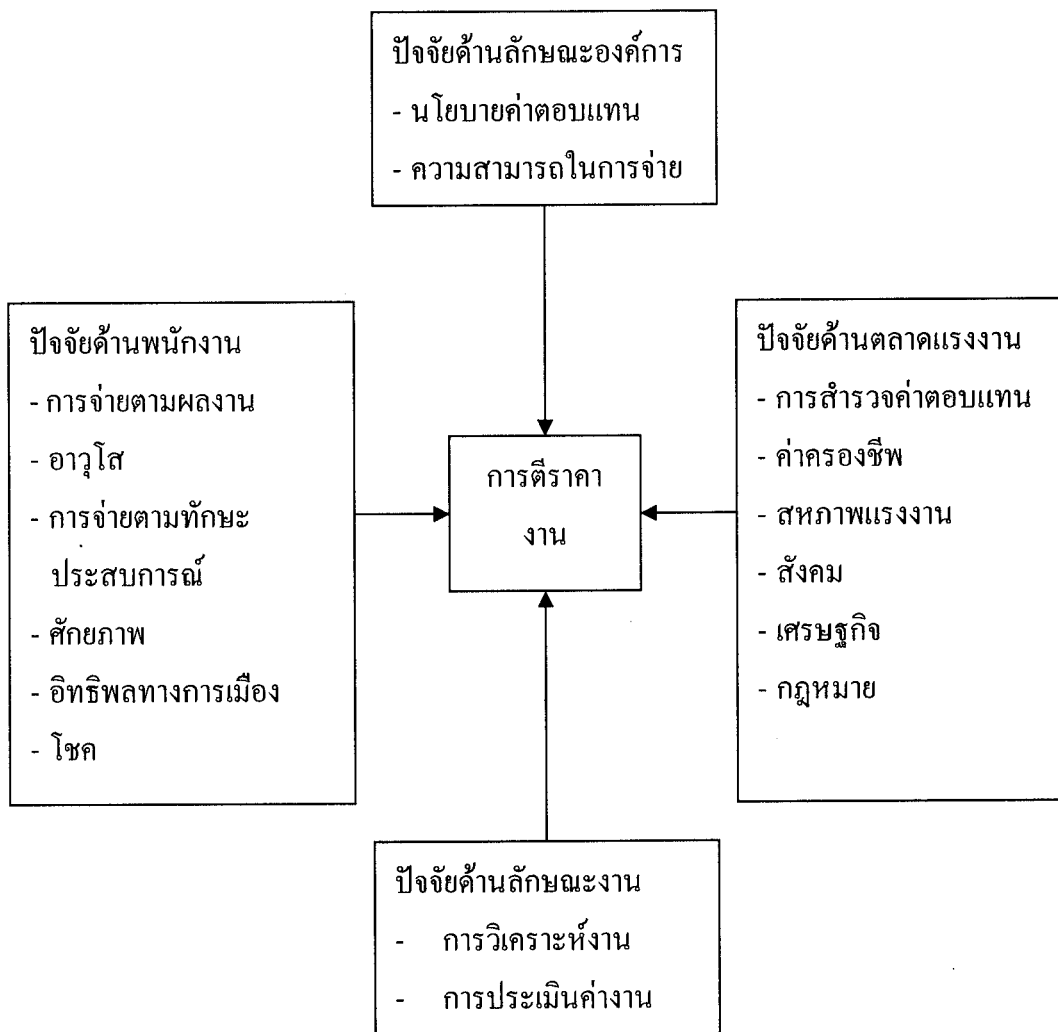 ปัจจัยด้านลักษณะองค์การ
- นโยบายค่าตอบแทน
- ความสามารถในการจ่าย
ปัจจัยด้านพนักงาน
- การจ่ายตามผลงาน
- อาวุโส
- การจ่ายตามทักษะ
ประสบการณ์
- ศักยภาพ
- อิทธิพลทางการเมือง
- โชค
การตีราคา
งาน
ปัจจัยด้านตลาดแรงงาน
- การสำรวจค่าตอบแทน
- ค่าครองชีพ
- สหภาพแรงงาน
- สังคม
- เศรษฐกิจ
- กฎหมาย
ปัจจัยด้านลักษณะงาน
- การวิเคราะห์งาน
- การประเมินค่างาน